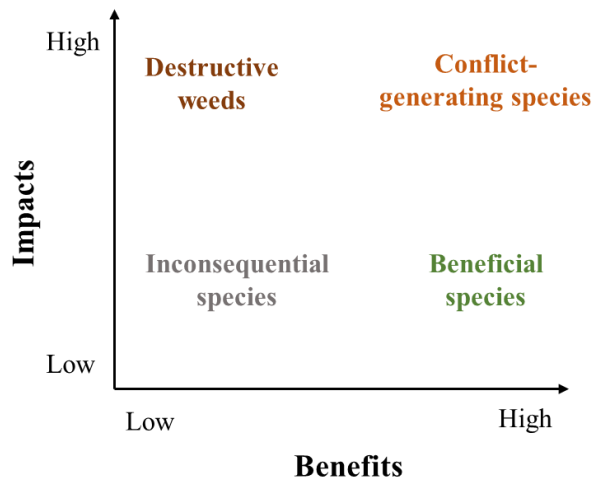 High
Destructive
weeds
Conflict-
generating species
Impacts
Inconsequential
species
Beneficial
species
Low
Low
High
Benefits